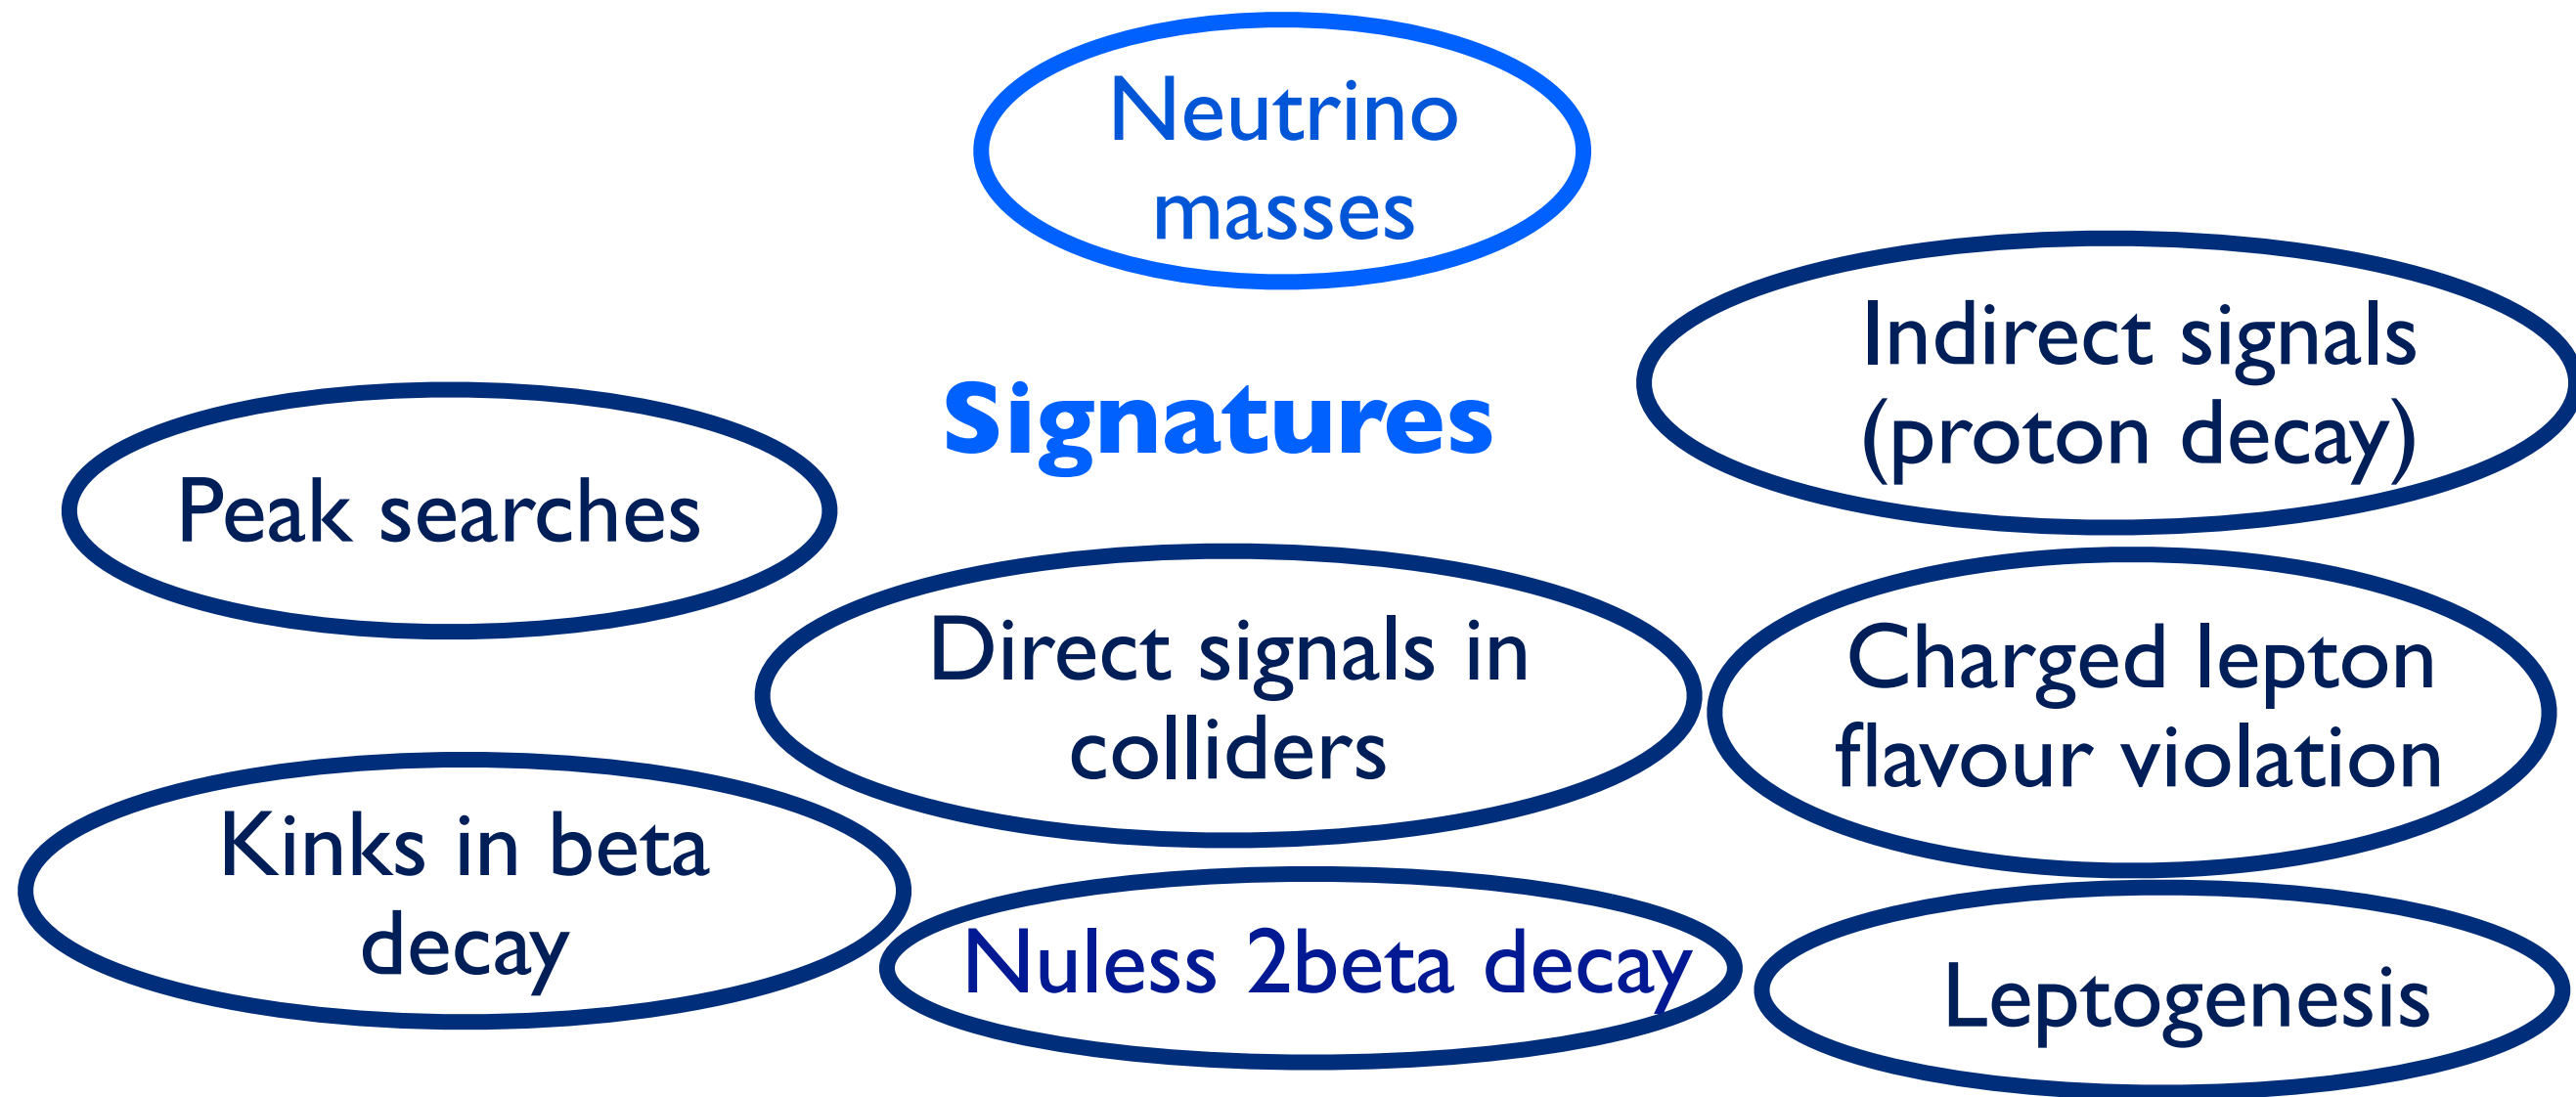 Neutrino
masses
Signatures
Indirect signals
(proton decay)
Peak searches
Direct signals in
colliders
Charged lepton
flavour violation
Kinks in beta
decay
Nuless 2beta decay
Leptogenesis